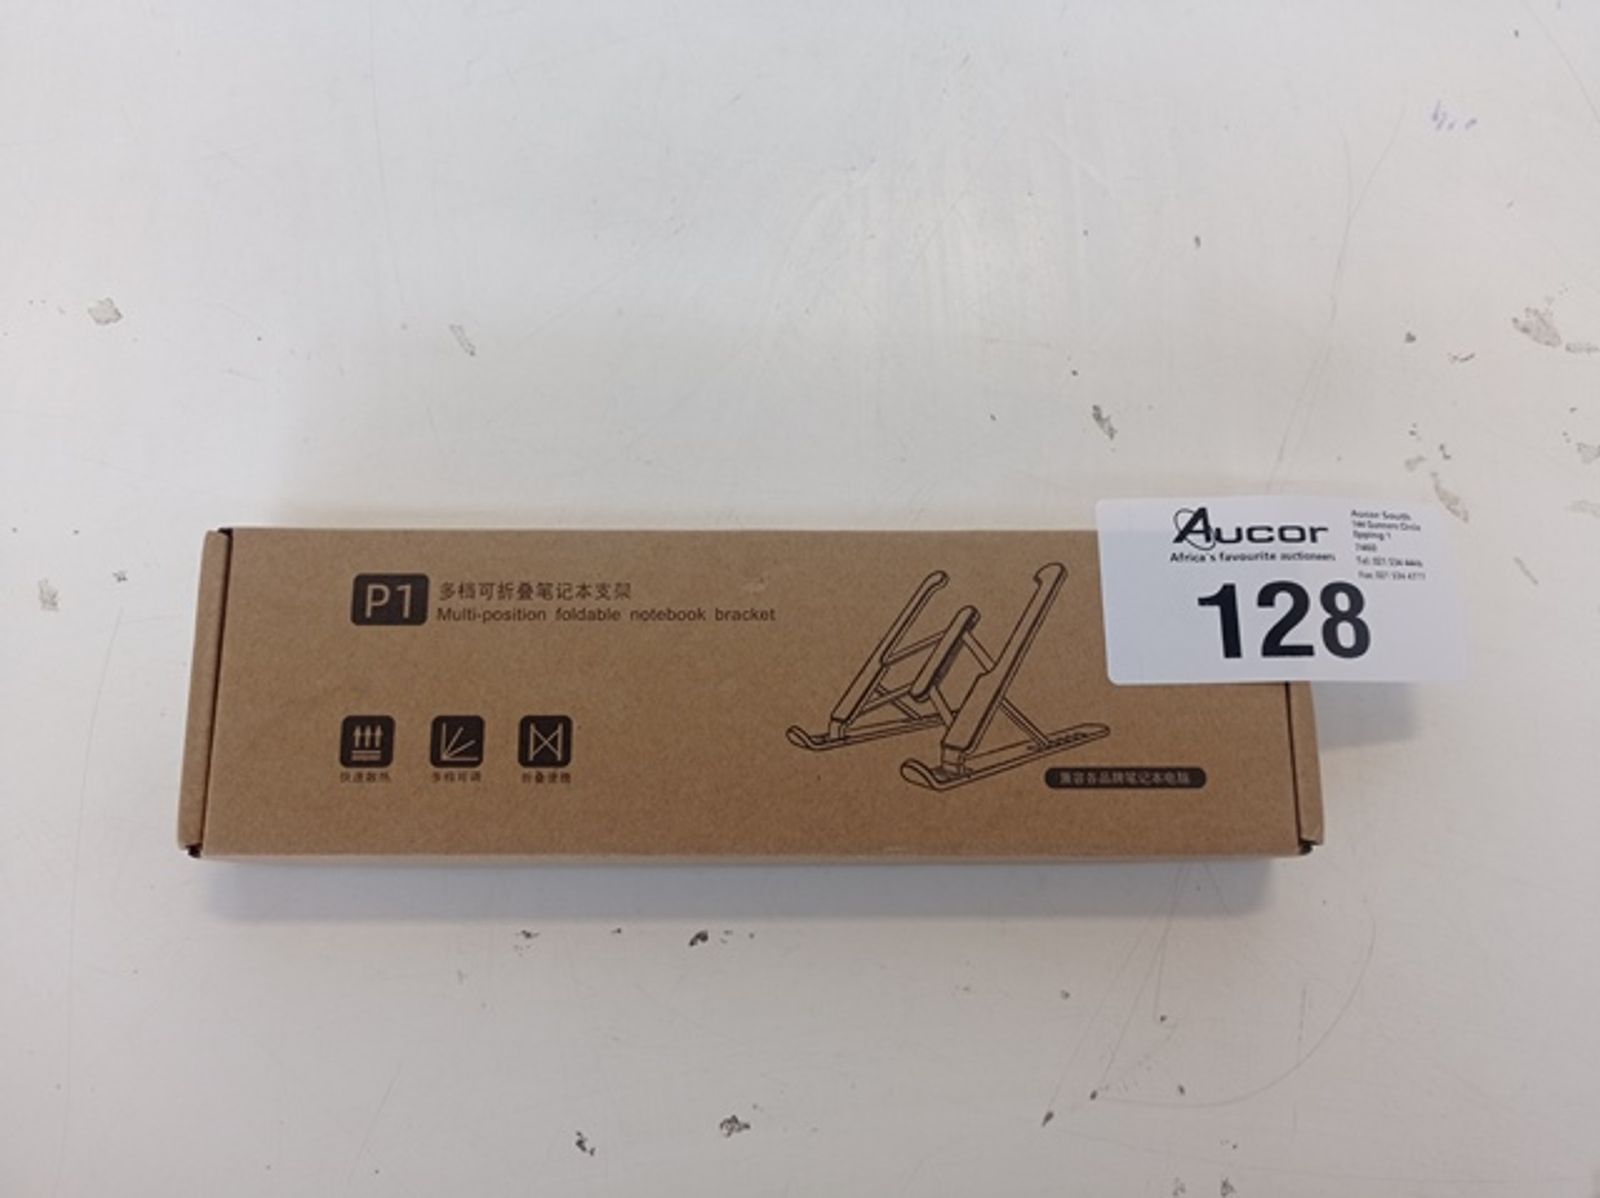 P1
多档可折叠笔记本支架
Multi-position foldable notebook bracket
快速散热
多档可调
折叠便携
兼容各品牌笔记本电脑
Aucor
Africa's favourite auctioneers
Aucor South
128